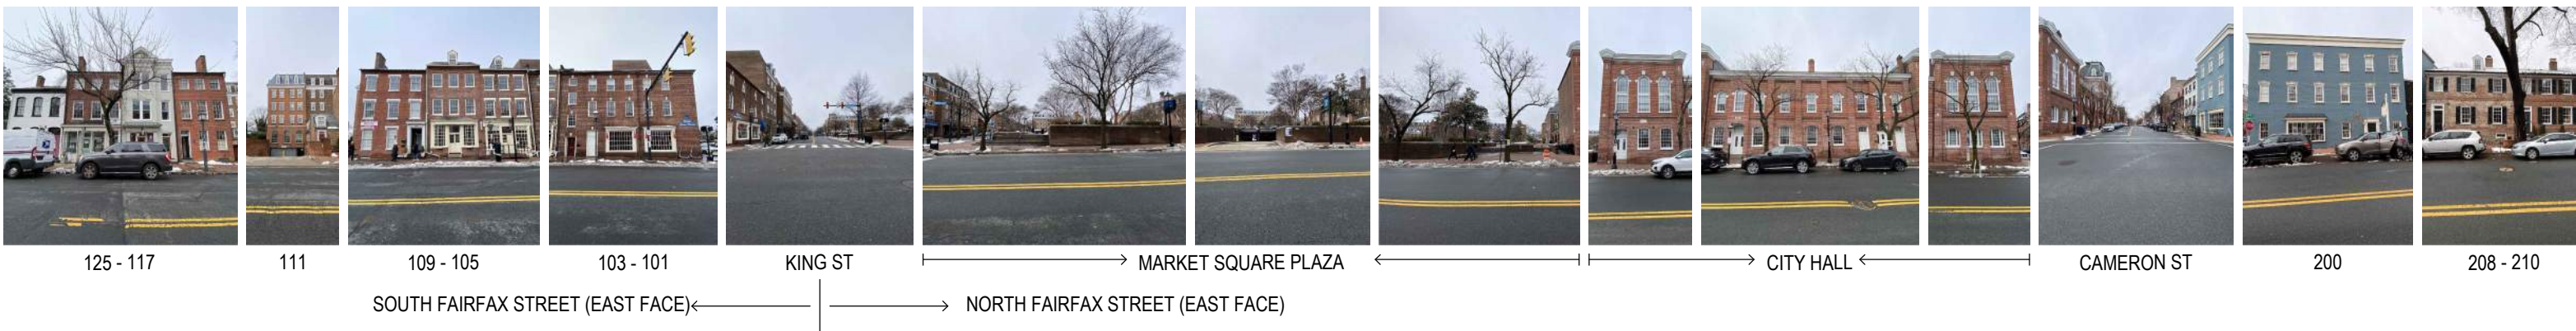 125 - 117
111
109 - 105
103 - 101
KING ST
MARKET SQUARE PLAZA
CITY HALL
CAMERON ST
200
208 - 210
SOUTH FAIRFAX STREET (EAST FACE)
NORTH FAIRFAX STREET (EAST FACE)